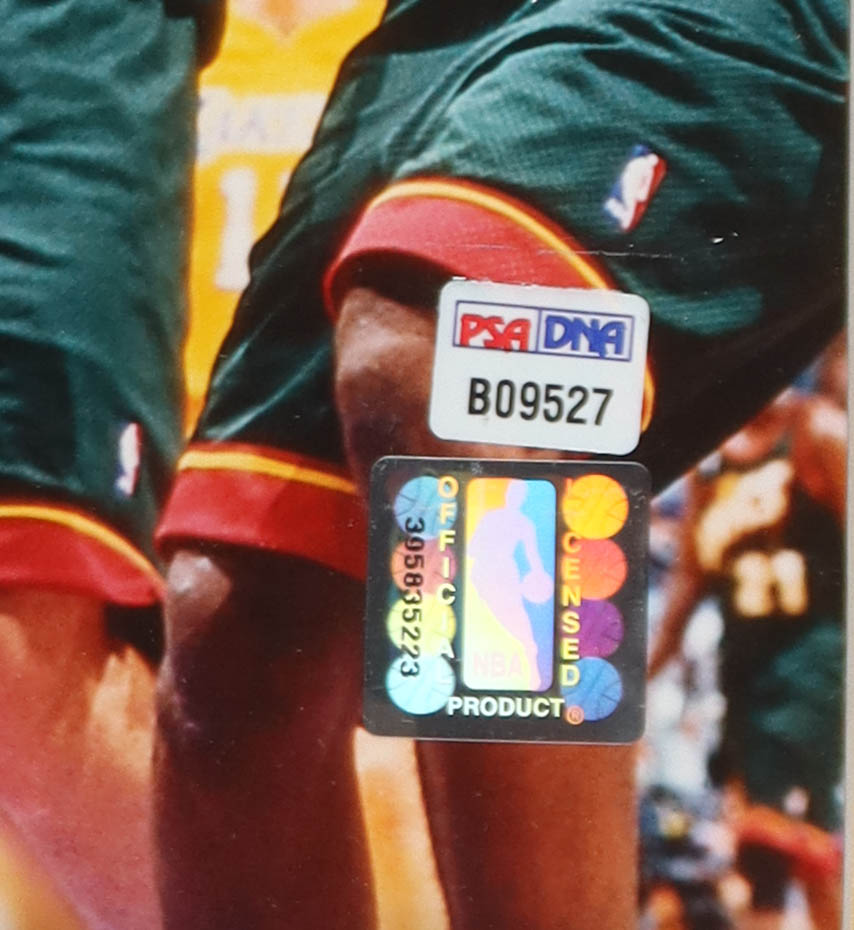 PSA DNA
B09527
OFFICIAL
LICENSED
NBA
PRODUCT®
395835223